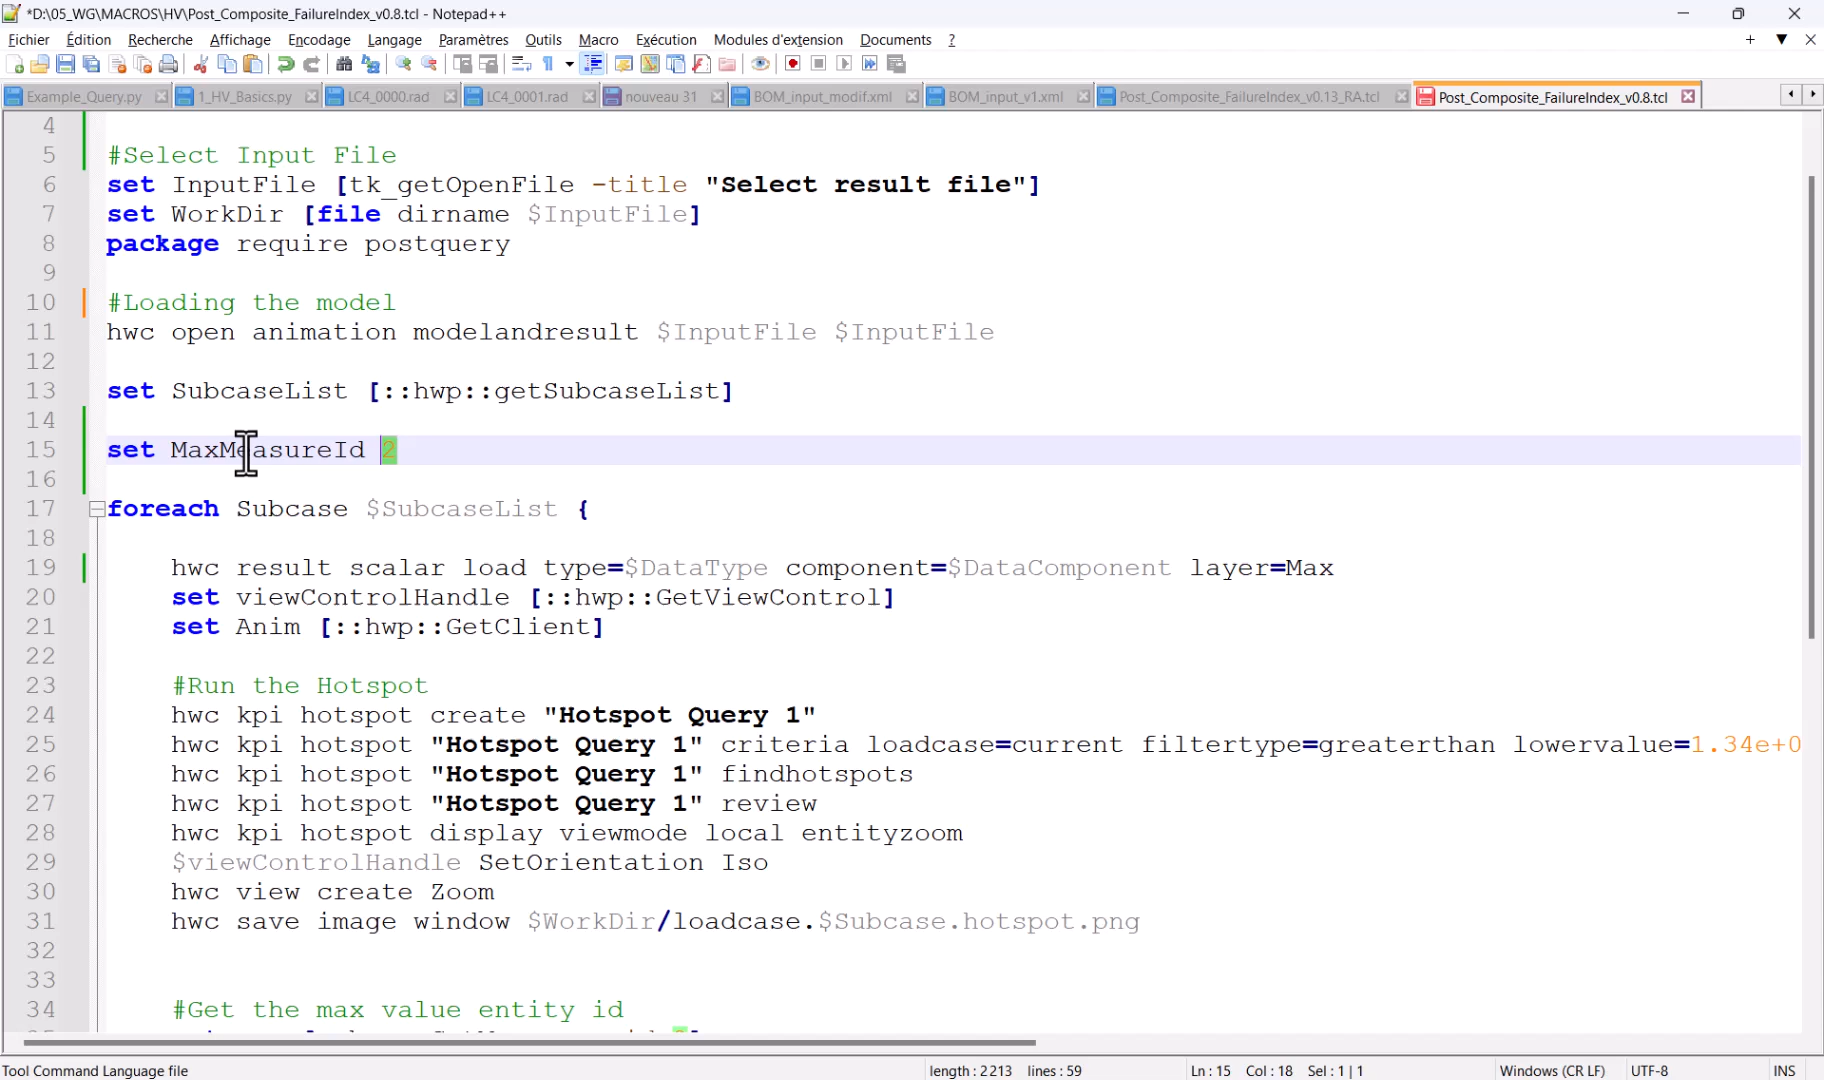 *D:\05_WG\MACROS\HV\Post_Composite_FailureIndex_v0.8.tcl - Notepad++
Fichier Édition Recherche Affichage Encodage Langage Paramètres Outils Macro Exécution Modules d'extension Documents ?
Example_Query.py 1_HV_Basics.py LC4_0000.rad LC4_0001.rad nouveau 31 BOM_input_modif.xml BOM_input_v1.xml Post_Composite_FailureIndex_v0.13_RA.tcl Post_Composite_FailureIndex_v0.8.tcl
4
5 #Select Input File
6 set InputFile [tk_getOpenFile -title "Select result file"]
7 set WorkDir [file dirname $InputFile]
8 package require postquery
9
10 #Loading the model
11 hwc open animation modelandresult $InputFile $InputFile
12
13 set SubcaseList [::hwp::getSubcaseList]
14
15 set MaxMeasureId 2
16
17 foreach Subcase $SubcaseList {
18
19 hwc result scalar load type=$DataType component=$DataComponent layer=Max
20 set viewControlHandle [::hwp::GetViewControl]
21 set Anim [::hwp::GetClient]
22
23 #Run the Hotspot
24 hwc kpi hotspot create "Hotspot Query 1"
25 hwc kpi hotspot "Hotspot Query 1" criteria loadcase=current filtertype=greaterthan lowervalue=1.34e+0
26 hwc kpi hotspot "Hotspot Query 1" findhotspots
27 hwc kpi hotspot "Hotspot Query 1" review
28 hwc kpi hotspot display viewmode local entityzoom
29 $viewControlHandle SetOrientation Iso
30 hwc view create Zoom
31 hwc save image window $WorkDir/loadcase.$Subcase.hotspot.png
32
33
34 #Get the max value entity id
Tool Command Language file length : 2 213 lines : 59 Ln : 15 Col : 18 Sel : 1 | 1 Windows (CR LF) UTF-8 INS